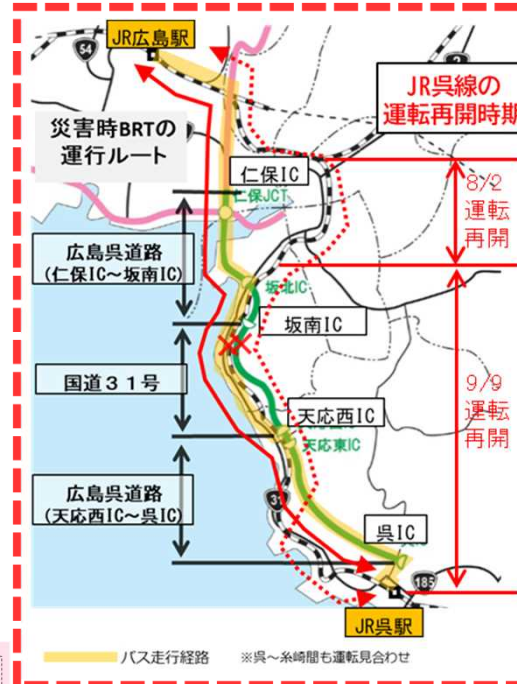 JR広島駅
54
2
JR呉線の
運転再開時期
災害時BRTの
運行ルート
仁保IC
仁保JCT
8/2
運転
再開
広島呉道路
(仁保IC～坂南IC)
坂北IC
坂南IC
国道３１号
9/9
運転
再開
天応西IC
天応東IC
広島呉道路
(天応西IC～呉IC)
31
呉IC
185
JR呉駅
バス走行経路
※呉～糸崎間も運転見合わせ